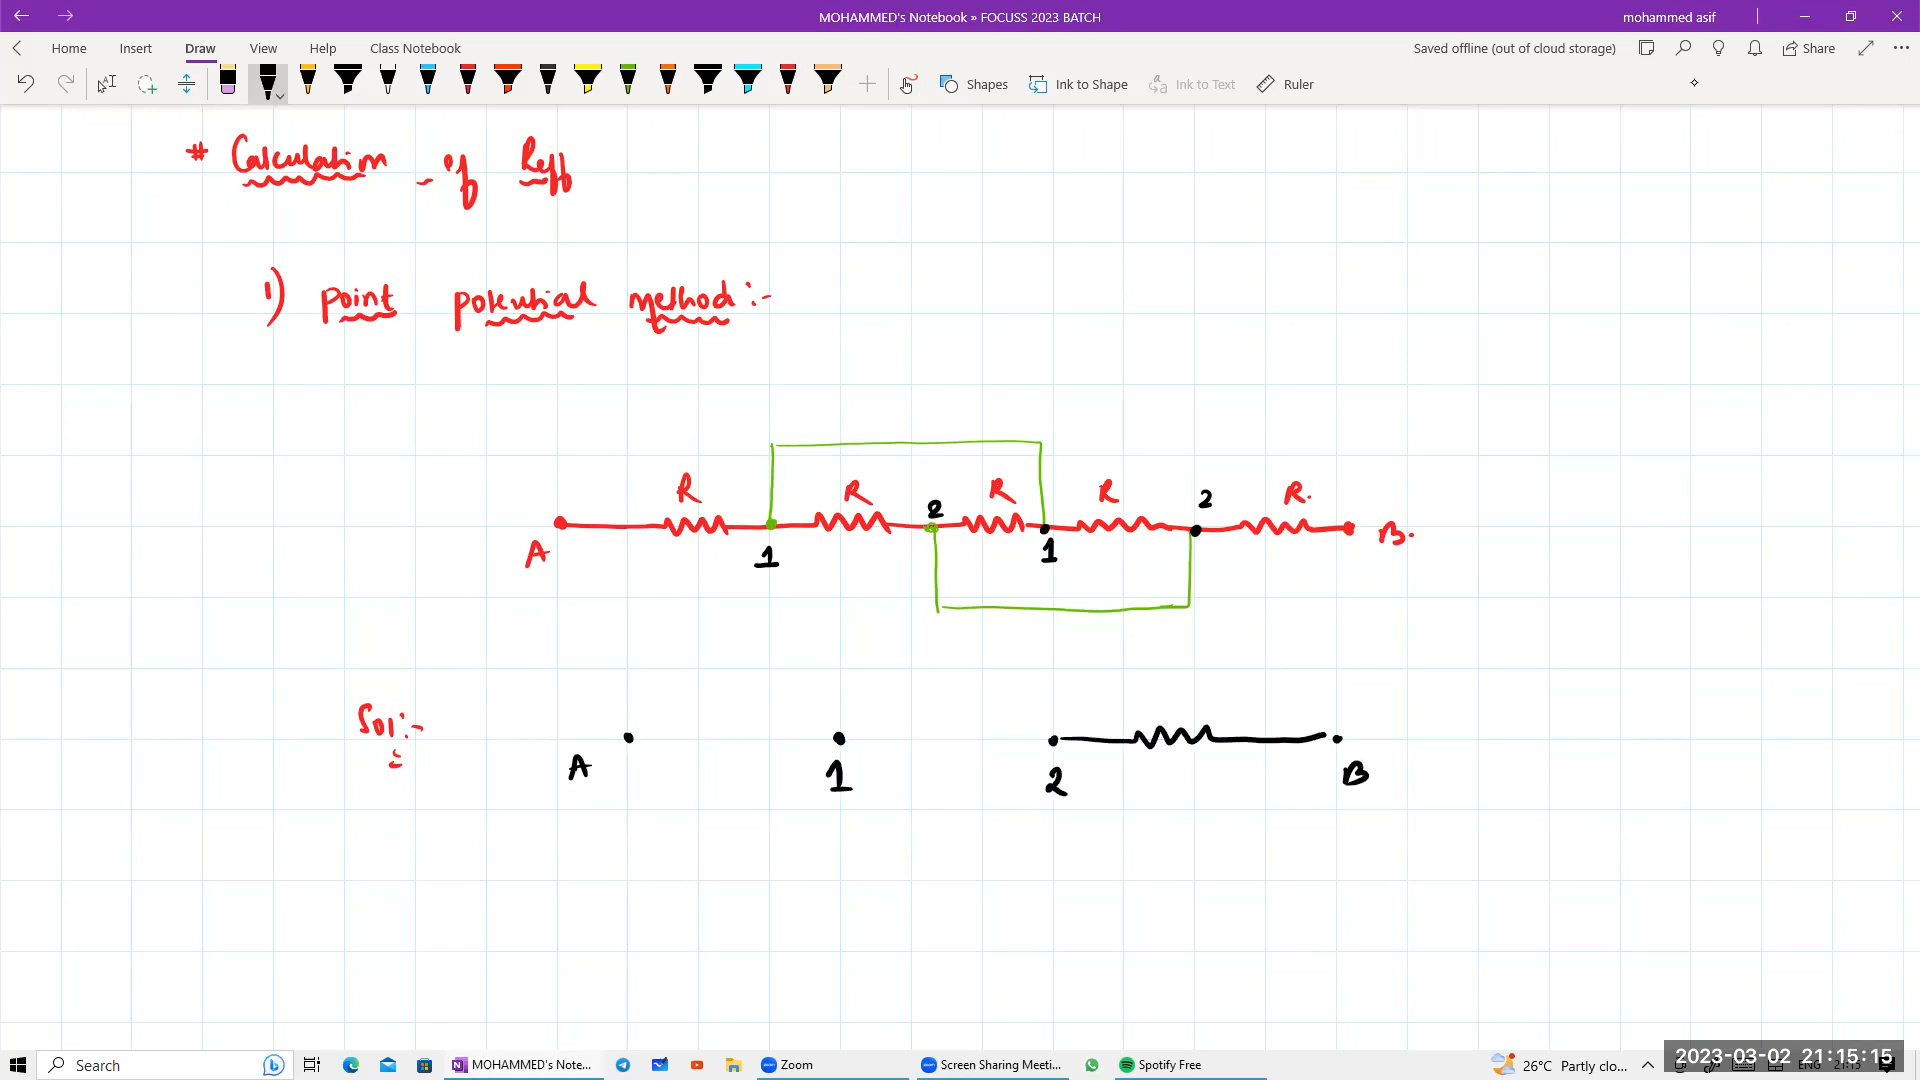 MOHAMMED's Notebook » FOCUSS 2023 BATCH
mohammed asif
Home Insert Draw View Help Class Notebook
Saved offline (out of cloud storage)
Share
Shapes Ink to Shape Ink to Text Ruler
* Calculation of Reff
1) Point potential method:-
R R R R R.
2 2
A 1 1 B.
Sol:-
A 1 2 B
Search
MOHAMMED's Note...
Zoom
Screen Sharing Meeti...
Spotify Free
26°C Partly clo...
2023-03-02 21:15:15
ENG